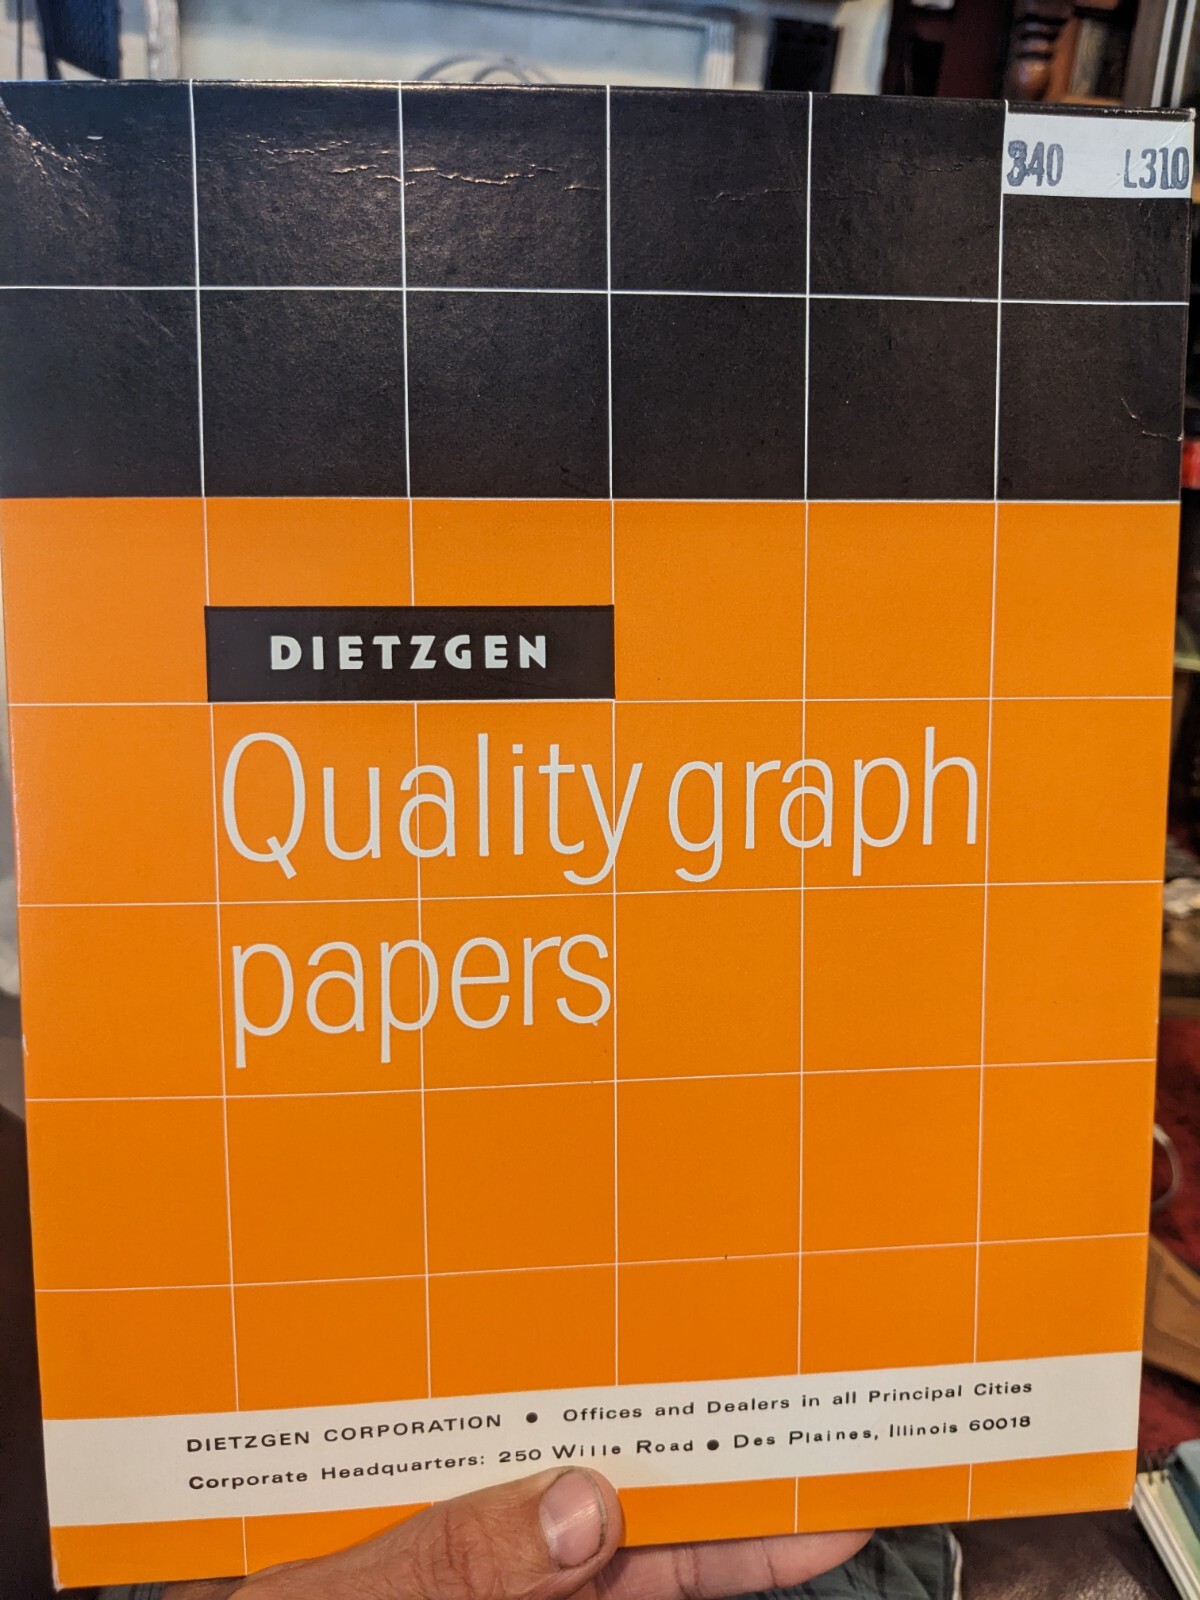 340 L310
DIETZGEN
Quality graph
papers
DIETZGEN CORPORATION ● Offices and Dealers in all Principal Cities
Corporate Headquarters: 250 Wille Road ● Des Plaines, Illinois 60018